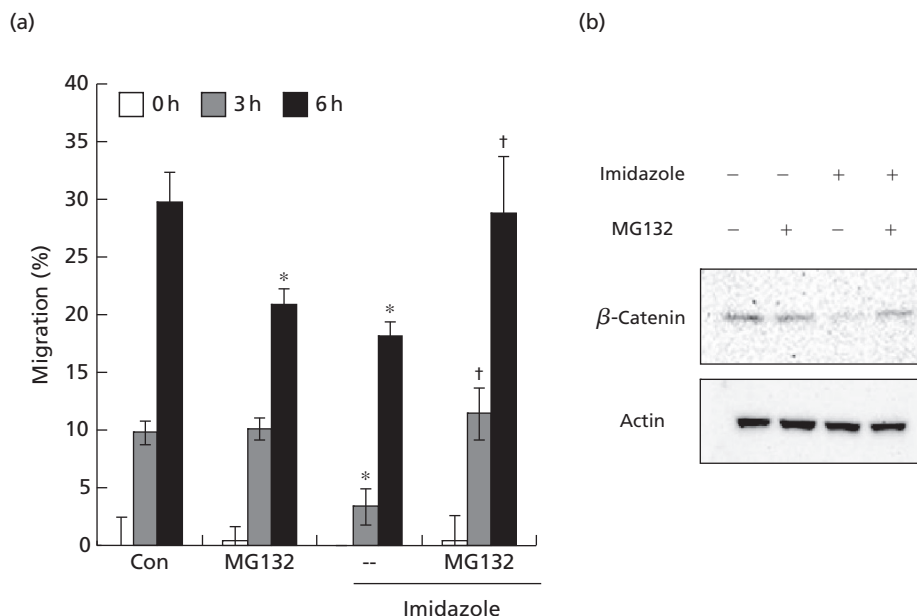 (a)
40
35
30
25
20
15
10
5
0
Migration (%)
0 h 3 h 6 h
*
*
*
†
†
Con MG132 -- MG132
Imidazole
(b)
Imidazole − − + +
MG132 − + − +
β-Catenin
Actin